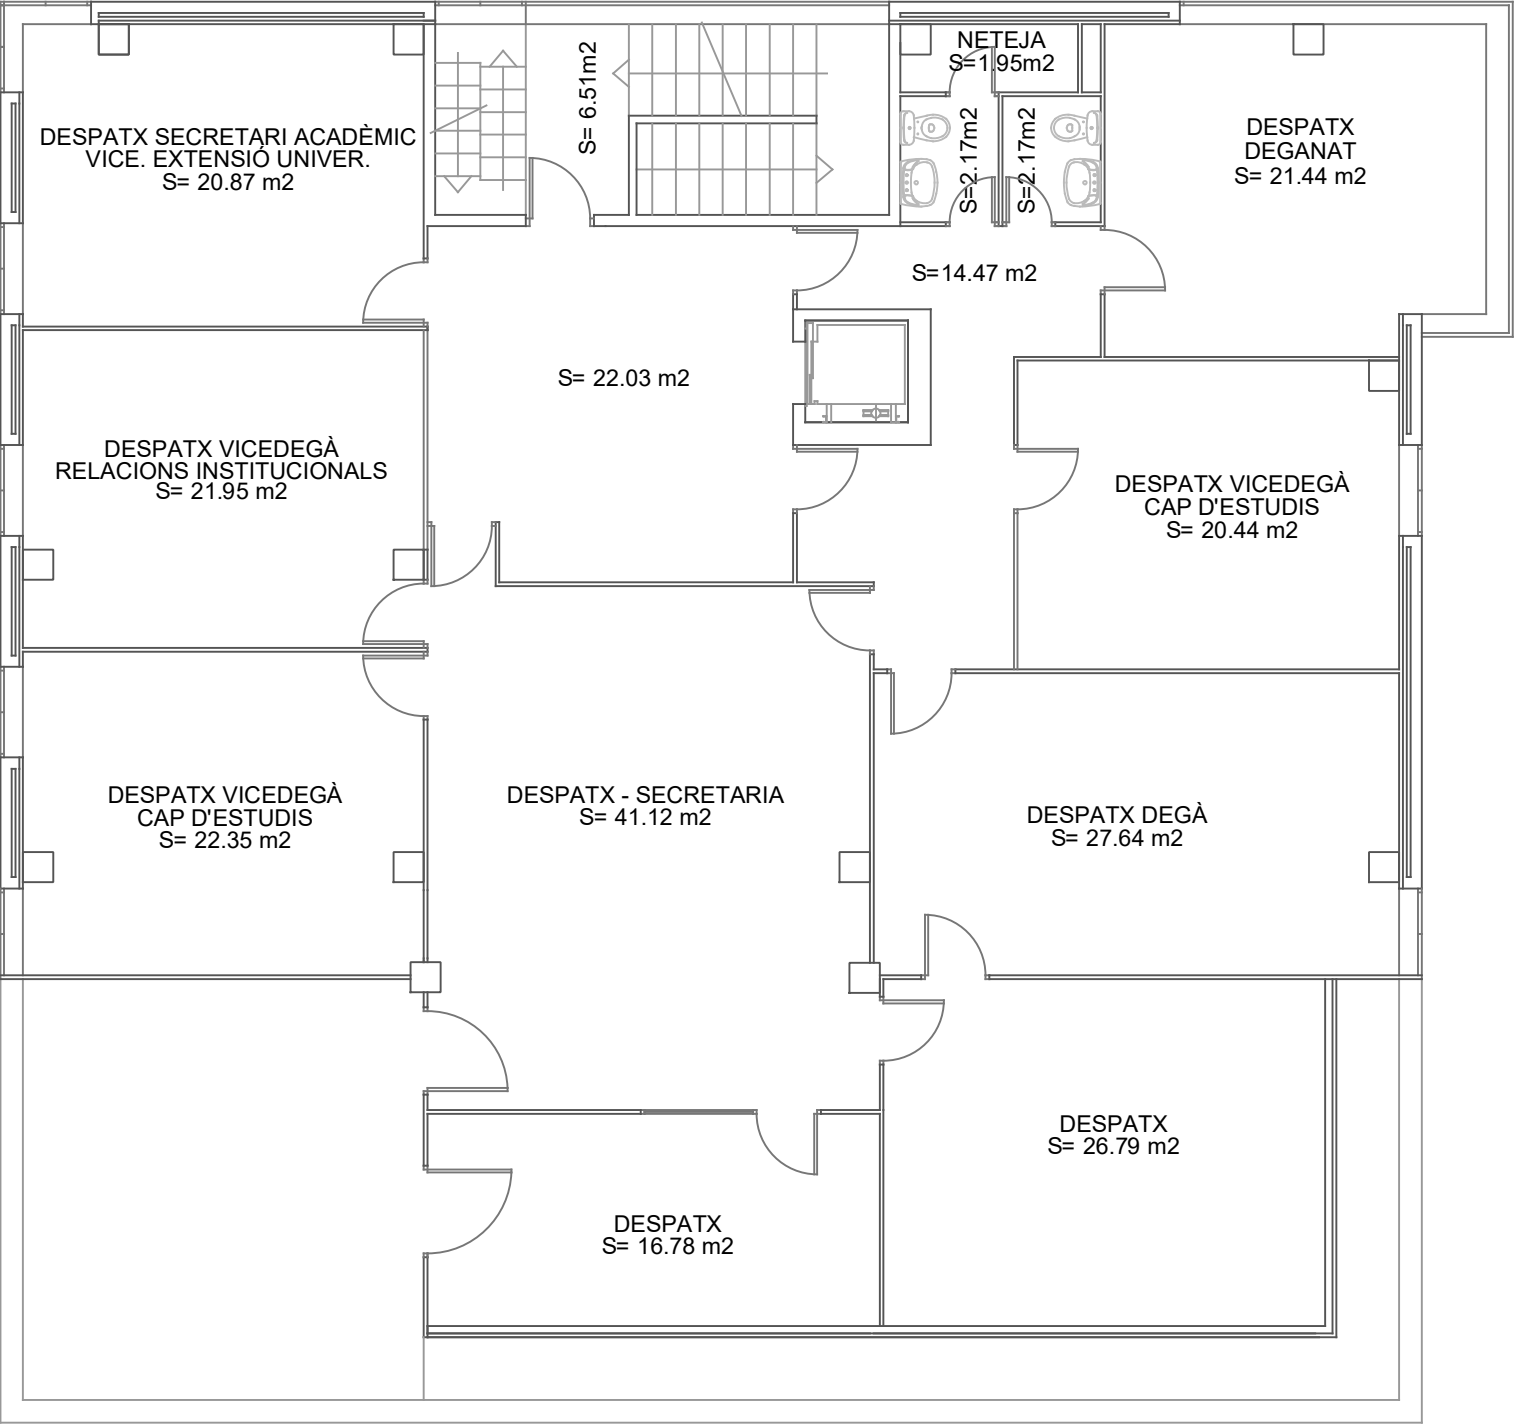 NETEJA
S=1.95m2
S= 6.51m2
S=2.17m2
S=2.17m2
DESPATX SECRETARI ACADÈMIC
VICE. EXTENSIÓ UNIVER.
S= 20.87 m2
DESPATX
DEGANAT
S= 21.44 m2
S=14.47 m2
S= 22.03 m2
DESPATX VICEDEGÀ
RELACIONS INSTITUCIONALS
S= 21.95 m2
DESPATX VICEDEGÀ
CAP D'ESTUDIS
S= 20.44 m2
DESPATX VICEDEGÀ
CAP D'ESTUDIS
S= 22.35 m2
DESPATX - SECRETARIA
S= 41.12 m2
DESPATX DEGÀ
S= 27.64 m2
DESPATX
S= 26.79 m2
DESPATX
S= 16.78 m2